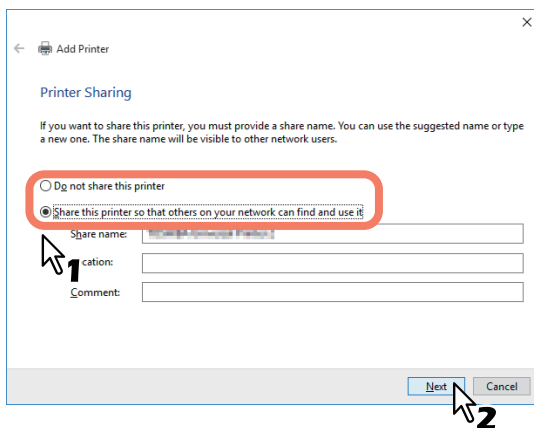 Add Printer
Printer Sharing
If you want to share this printer, you must provide a share name. You can use the suggested name or type
a new one. The share name will be visible to other network users.
Do not share this printer
Share this printer so that others on your network can find and use it
Share name:
1
cation:
Comment:
Next
Cancel
2